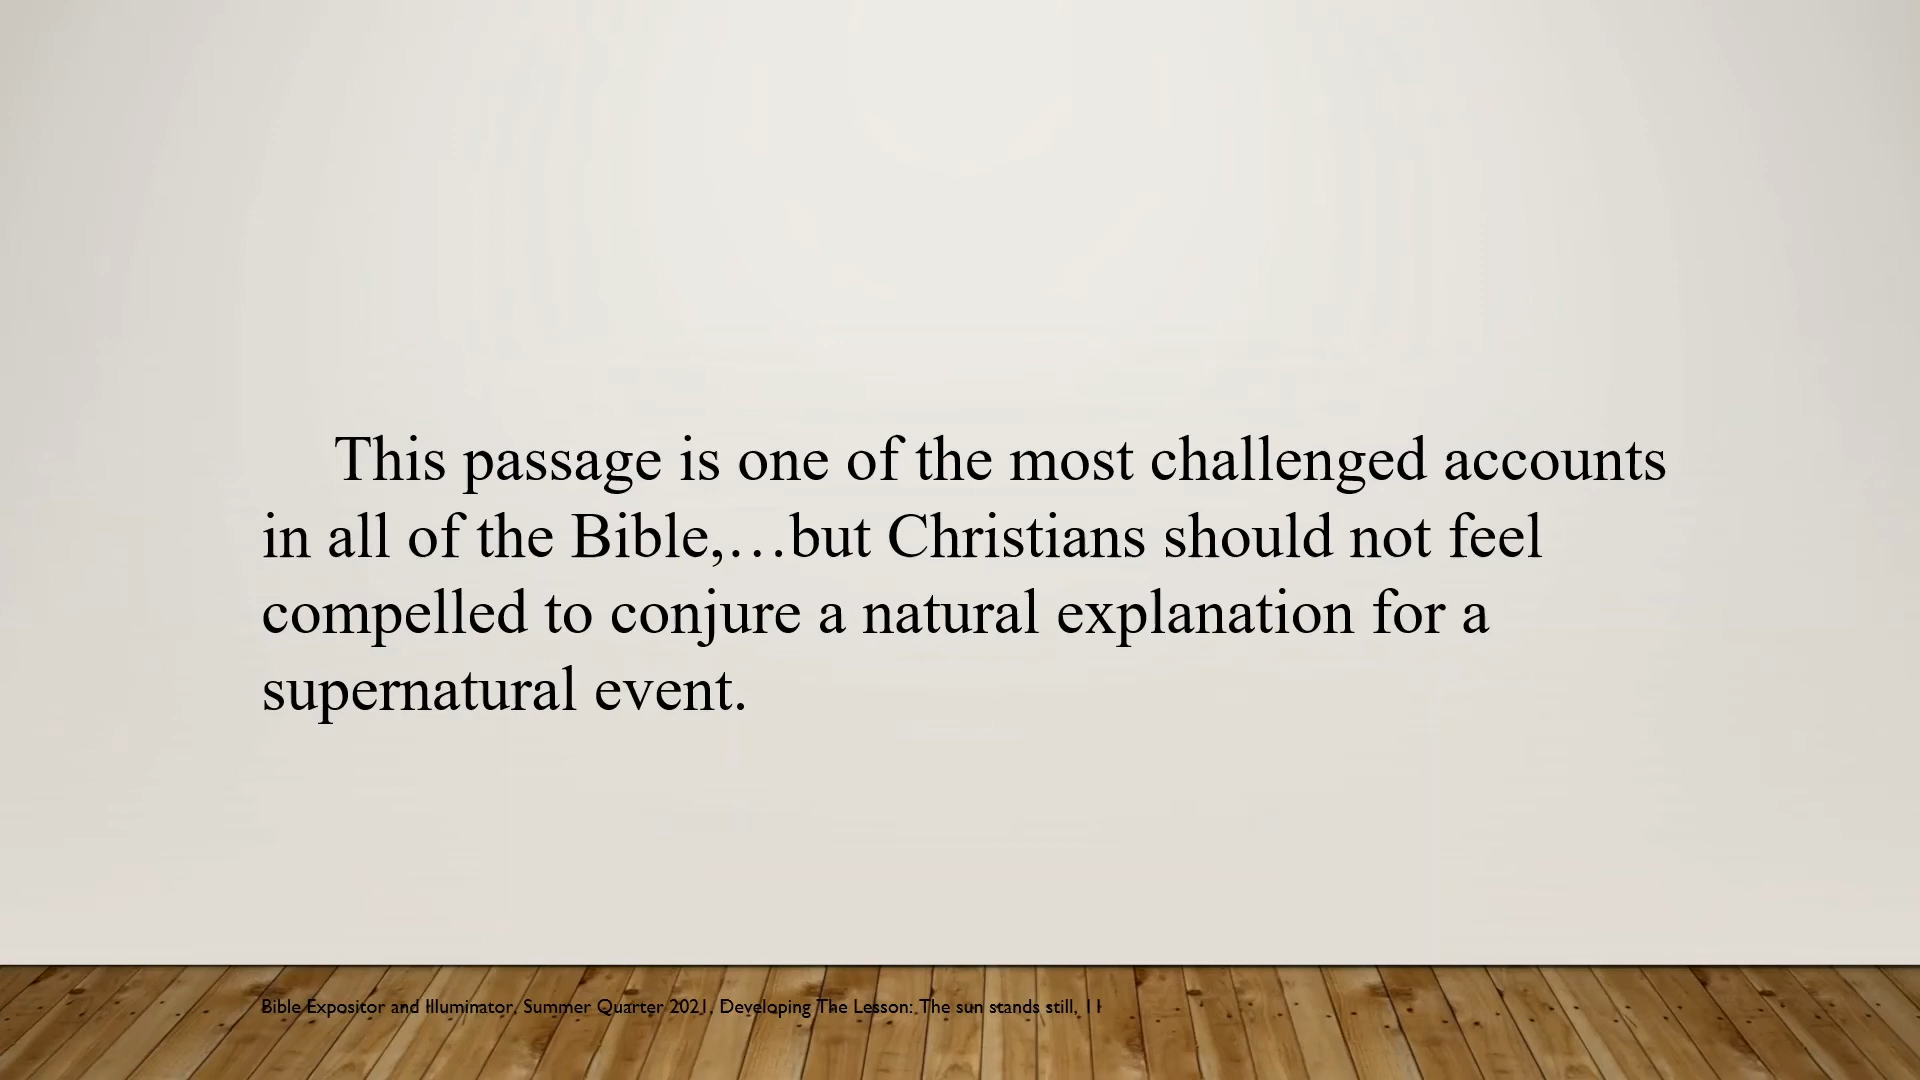 This passage is one of the most challenged accounts
in all of the Bible,…but Christians should not feel
compelled to conjure a natural explanation for a
supernatural event.
Bible Expositor and Illuminator, Summer Quarter 2021, Developing The Lesson: The sun stands still, 11